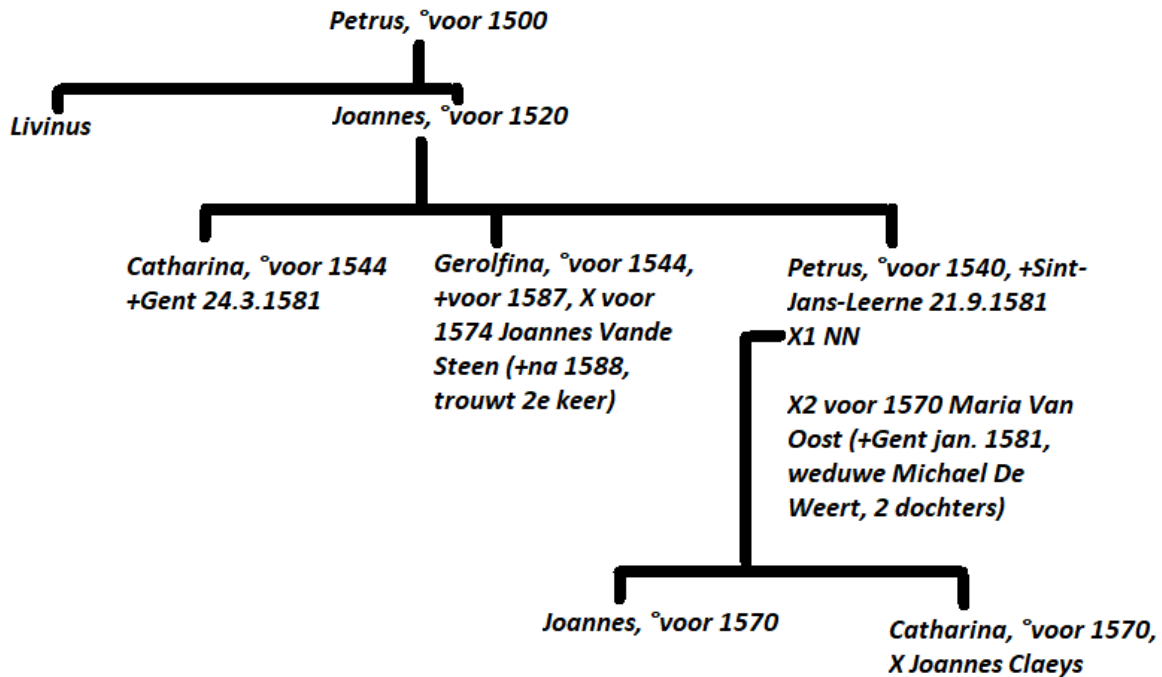 Petrus, °voor 1500
Livinus
Joannes, °voor 1520
Catharina, °voor 1544
+Gent 24.3.1581
Gerolfina, °voor 1544,
+voor 1587, X voor
1574 Joannes Vande
Steen (+na 1588,
trouwt 2e keer)
Petrus, °voor 1540, +Sint-
Jans-Leerne 21.9.1581
X1 NN
X2 voor 1570 Maria Van
Oost (+Gent jan. 1581,
weduwe Michael De
Weert, 2 dochters)
Joannes, °voor 1570
Catharina, °voor 1570,
X Joannes Claeys